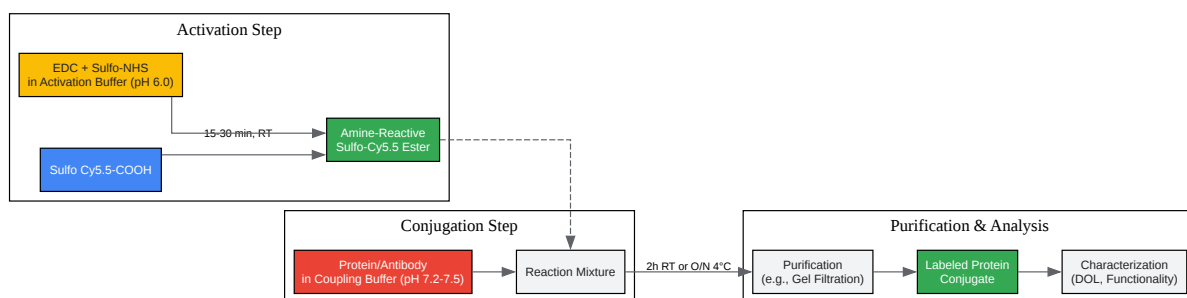 Activation Step
EDC + Sulfo-NHS
in Activation Buffer (pH 6.0)
15-30 min, RT
Amine-Reactive
Sulfo-Cy5.5 Ester
Sulfo Cy5.5-COOH
Conjugation Step
Protein/Antibody
in Coupling Buffer (pH 7.2-7.5)
Reaction Mixture
2h RT or O/N 4°C
Purification & Analysis
Purification
(e.g., Gel Filtration)
Labeled Protein
Conjugate
Characterization
(DOL, Functionality)